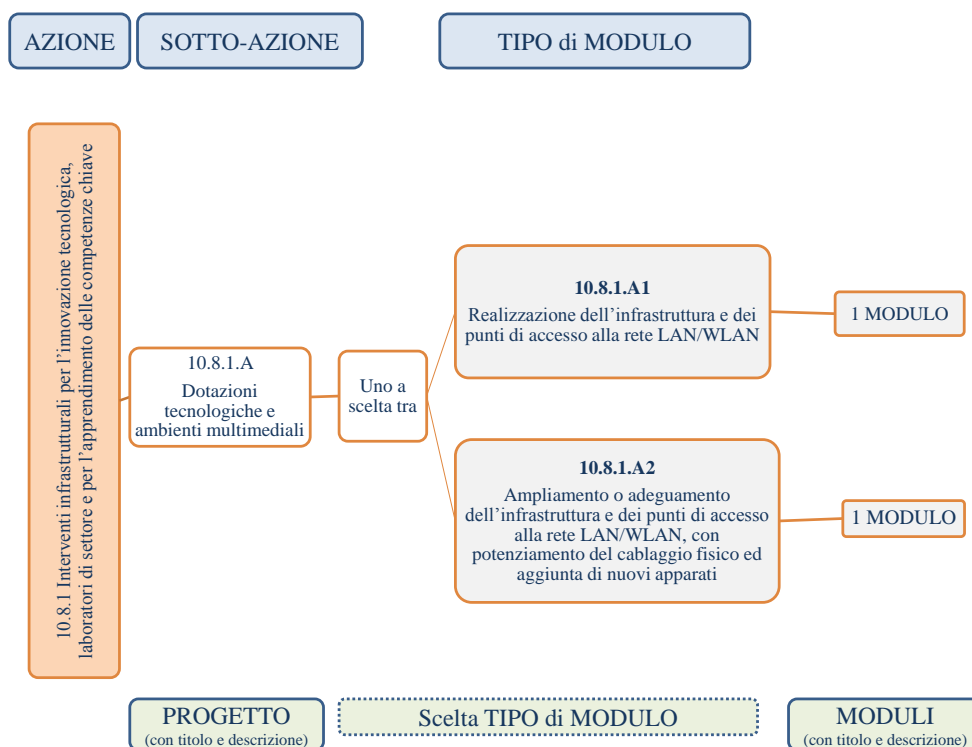 AZIONE
SOTTO-AZIONE
TIPO di MODULO
10.8.1 Interventi infrastrutturali per l’innovazione tecnologica,
laboratori di settore e per l’apprendimento delle competenze chiave
10.8.1.A
Dotazioni
tecnologiche e
ambienti multimediali
Uno a
scelta tra
10.8.1.A1
Realizzazione dell’infrastruttura e dei
punti di accesso alla rete LAN/WLAN
1 MODULO
10.8.1.A2
Ampliamento o adeguamento
dell’infrastruttura e dei punti di accesso
alla rete LAN/WLAN, con
potenziamento del cablaggio fisico ed
aggiunta di nuovi apparati
1 MODULO
PROGETTO
(con titolo e descrizione)
Scelta TIPO di MODULO
MODULI
(con titolo e descrizione)